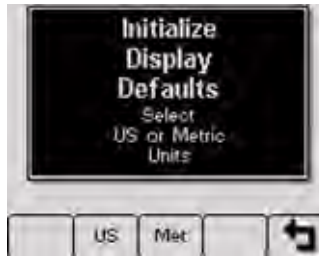 Initialize
Display
Defaults
Select
US or Metric
Units
US Met